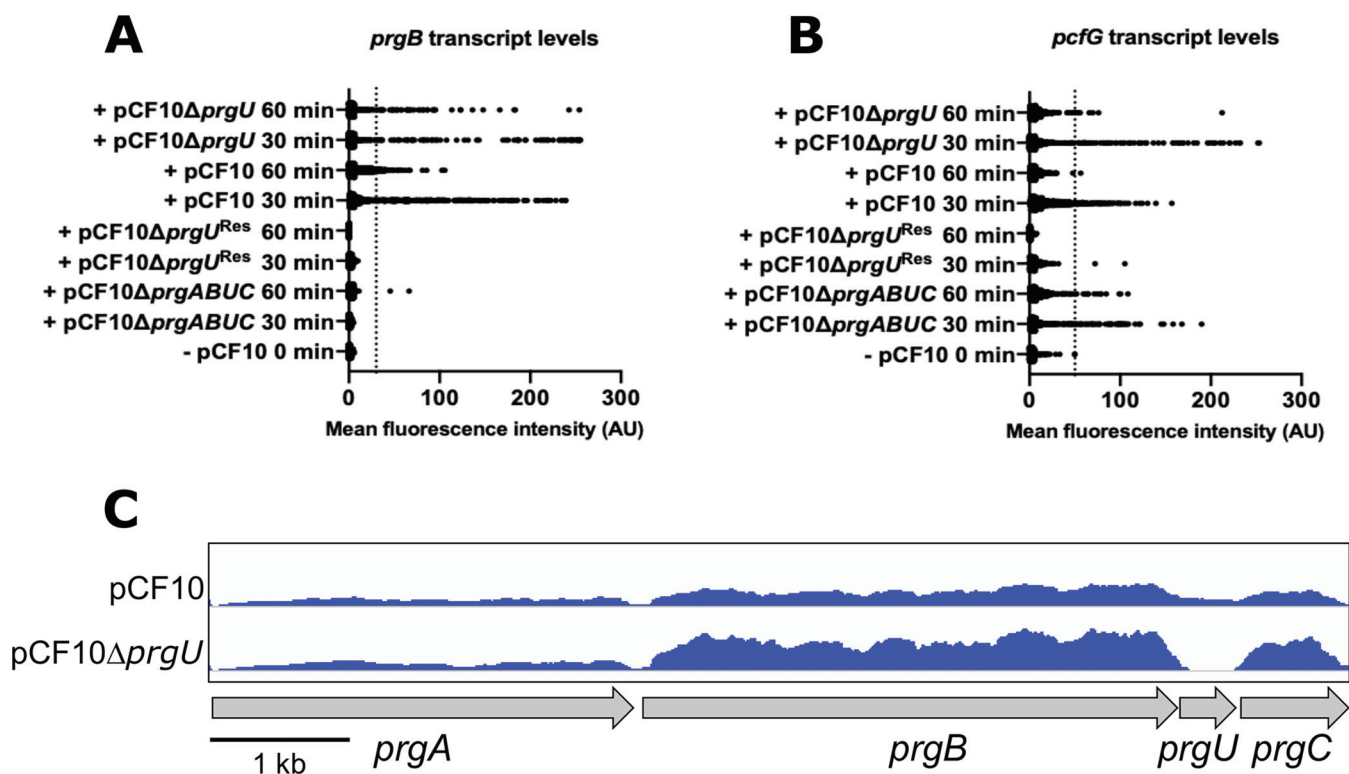 A
prgB transcript levels
+ pCF10ΔprgU 60 min
+ pCF10ΔprgU 30 min
+ pCF10 60 min
+ pCF10 30 min
+ pCF10ΔprgURes 60 min
+ pCF10ΔprgURes 30 min
+ pCF10ΔprgABUC 60 min
+ pCF10ΔprgABUC 30 min
- pCF10 0 min
0 100 200 300
Mean fluorescence intensity (AU)
B
pcfG transcript levels
+ pCF10ΔprgU 60 min
+ pCF10ΔprgU 30 min
+ pCF10 60 min
+ pCF10 30 min
+ pCF10ΔprgURes 60 min
+ pCF10ΔprgURes 30 min
+ pCF10ΔprgABUC 60 min
+ pCF10ΔprgABUC 30 min
- pCF10 0 min
0 100 200 300
Mean fluorescence intensity (AU)
C
pCF10
pCF10ΔprgU
prgA prgB prgU prgC
1 kb